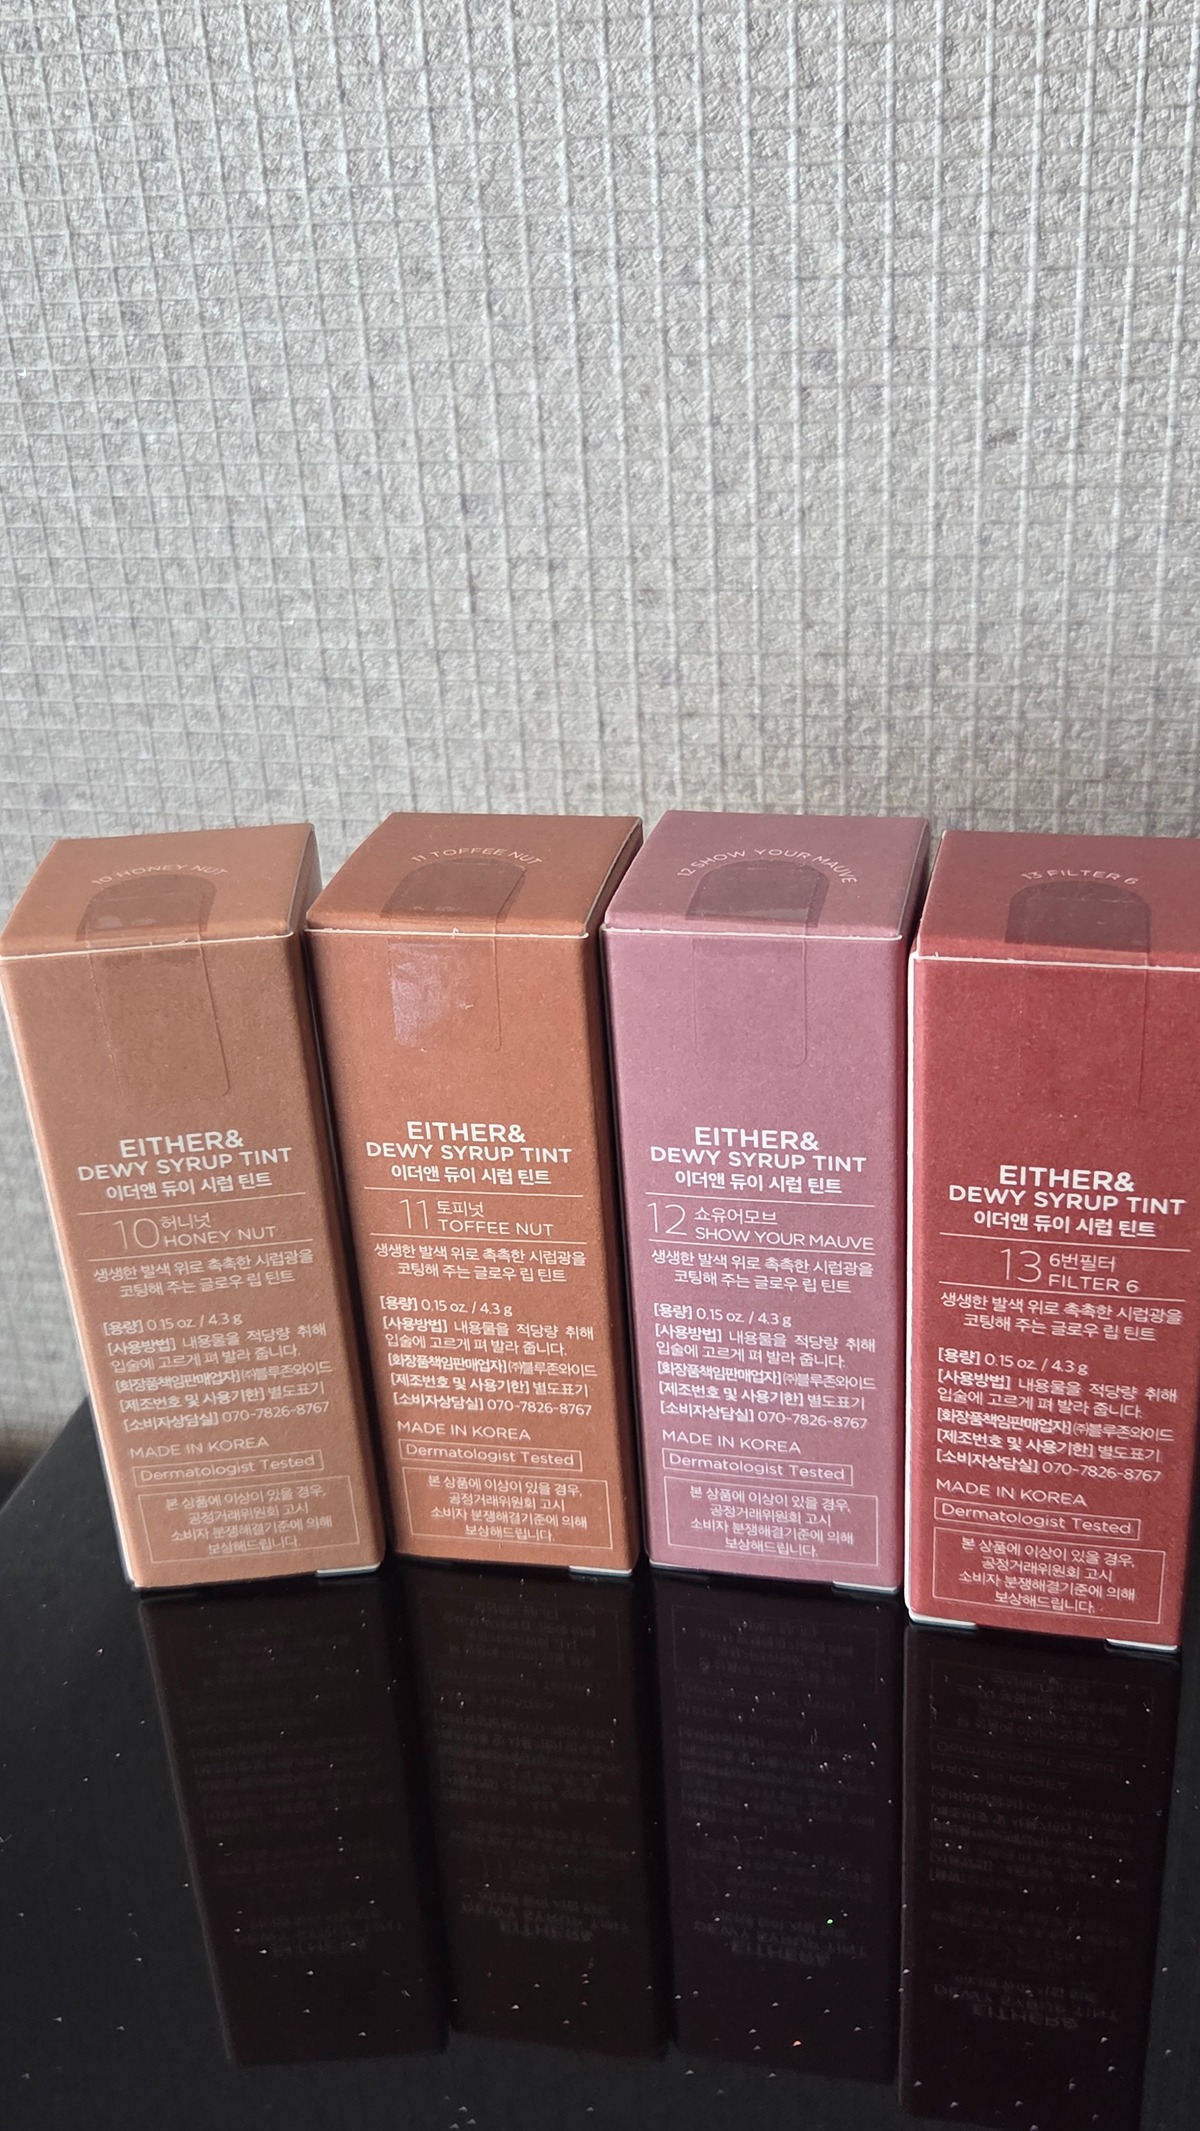 10 HONEY NUT
EITHER&
DEWY SYRUP TINT
이더앤 듀이 시럽 틴트
10 허니넛
HONEY NUT
생생한 발색 위로 촉촉한 시럽광을
코팅해 주는 글로우 립 틴트
[용량] 0.15 oz. / 4.3 g
[사용방법] 내용물을 적당량 취해
입술에 고르게 펴 발라 줍니다.
[화장품책임판매업자] ㈜블루존와이드
[제조번호 및 사용기한] 별도표기
[소비자상담실] 070-7826-8767
MADE IN KOREA
Dermatologist Tested
본 상품에 이상이 있을 경우,
공정거래위원회 고시
소비자 분쟁해결기준에 의해
보상해드립니다.
11 TOFFEE NUT
EITHER&
DEWY SYRUP TINT
이더앤 듀이 시럽 틴트
11 토피넛
TOFFEE NUT
생생한 발색 위로 촉촉한 시럽광을
코팅해 주는 글로우 립 틴트
[용량] 0.15 oz. / 4.3 g
[사용방법] 내용물을 적당량 취해
입술에 고르게 펴 발라 줍니다.
[화장품책임판매업자] ㈜블루존와이드
[제조번호 및 사용기한] 별도표기
[소비자상담실] 070-7826-8767
MADE IN KOREA
Dermatologist Tested
본 상품에 이상이 있을 경우,
공정거래위원회 고시
소비자 분쟁해결기준에 의해
보상해드립니다.
12 SHOW YOUR MAUVE
EITHER&
DEWY SYRUP TINT
이더앤 듀이 시럽 틴트
12 쇼유어모브
SHOW YOUR MAUVE
생생한 발색 위로 촉촉한 시럽광을
코팅해 주는 글로우 립 틴트
[용량] 0.15 oz. / 4.3 g
[사용방법] 내용물을 적당량 취해
입술에 고르게 펴 발라 줍니다.
[화장품책임판매업자] ㈜블루존와이드
[제조번호 및 사용기한] 별도표기
[소비자상담실] 070-7826-8767
MADE IN KOREA
Dermatologist Tested
본 상품에 이상이 있을 경우,
공정거래위원회 고시
소비자 분쟁해결기준에 의해
보상해드립니다.
13 FILTER 6
EITHER&
DEWY SYRUP TINT
이더앤 듀이 시럽 틴트
13 6번필터
FILTER 6
생생한 발색 위로 촉촉한 시럽광을
코팅해 주는 글로우 립 틴트
[용량] 0.15 oz. / 4.3 g
[사용방법] 내용물을 적당량 취해
입술에 고르게 펴 발라 줍니다.
[화장품책임판매업자] ㈜블루존와이드
[제조번호 및 사용기한] 별도표기
[소비자상담실] 070-7826-8767
MADE IN KOREA
Dermatologist Tested
본 상품에 이상이 있을 경우,
공정거래위원회 고시
소비자 분쟁해결기준에 의해
보상해드립니다.